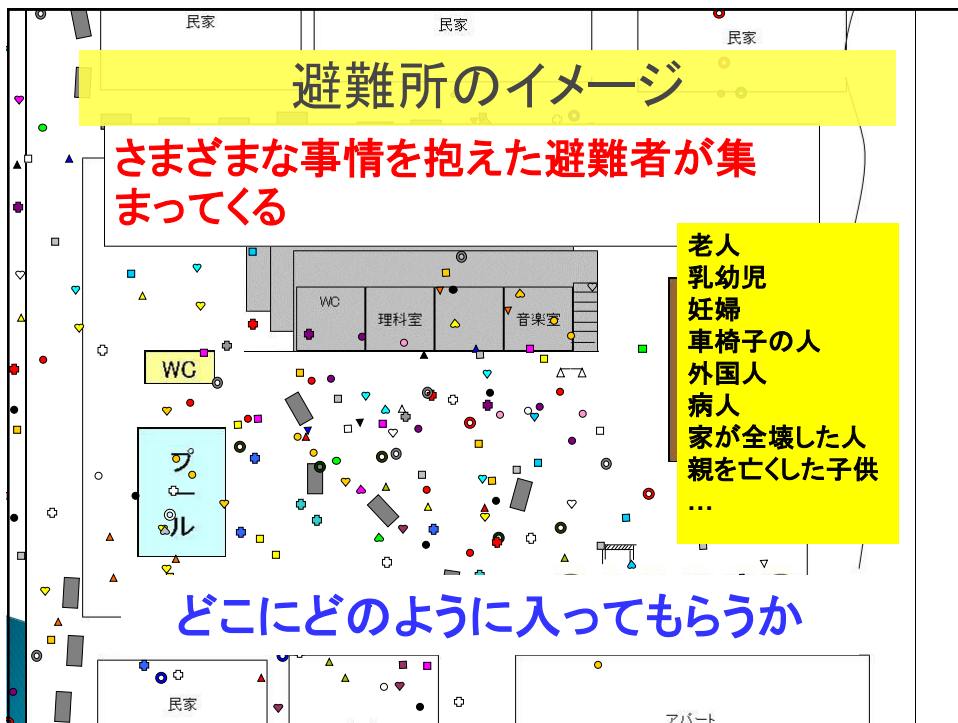 民家
民家
民家
避難所のイメージ
さまざまな事情を抱えた避難者が集
まってくる
老人
乳幼児
妊婦
車椅子の人
外国人
病人
家が全壊した人
親を亡くした子供
…
WC
理科室
音楽室
WC
プール
どこにどのように入ってもらうか
民家
アパート